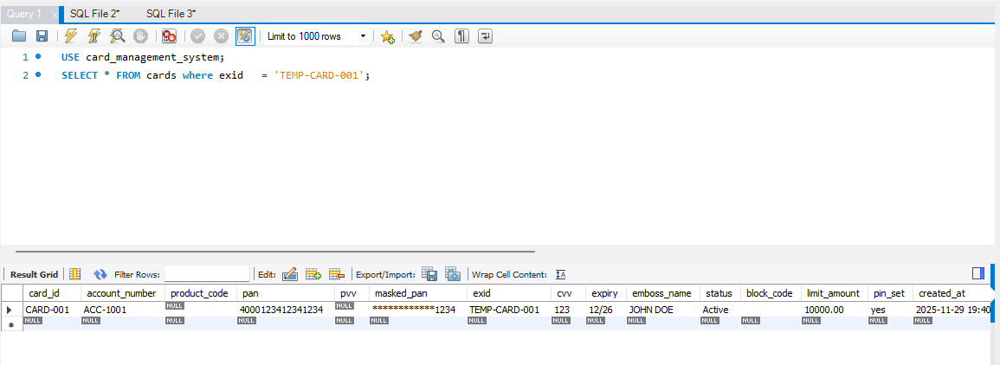 Query 1 SQL File 2* SQL File 3*
Limit to 1000 rows
1 USE card_management_system;
2 SELECT * FROM cards where exid = 'TEMP-CARD-001';
Result Grid Filter Rows: Edit: Export/Import: Wrap Cell Content:
card_id account_number product_code pan pvv masked_pan exid cvv expiry emboss_name status block_code limit_amount pin_set created_at
CARD-001 ACC-1001 NULL 4000123412341234 NULL ************1234 TEMP-CARD-001 123 12/26 JOHN DOE Active 10000.00 yes 2025-11-29 19:40
NULL NULL NULL NULL NULL NULL NULL NULL NULL NULL NULL NULL NULL NULL NULL